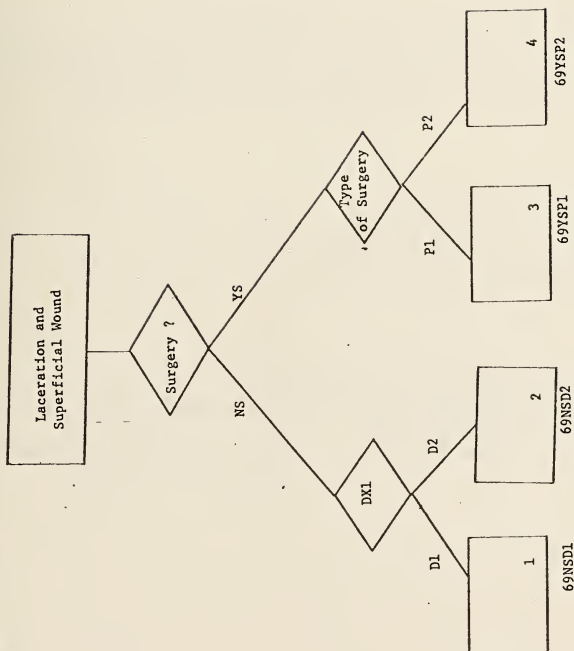 Laceration and
Superficial Wound
Surgery ?
NS
YS
DX1
Type
of Surgery
D1
D2
P1
P2
1
2
3
4
69NSD1
69NSD2
69YSP1
69YSP2